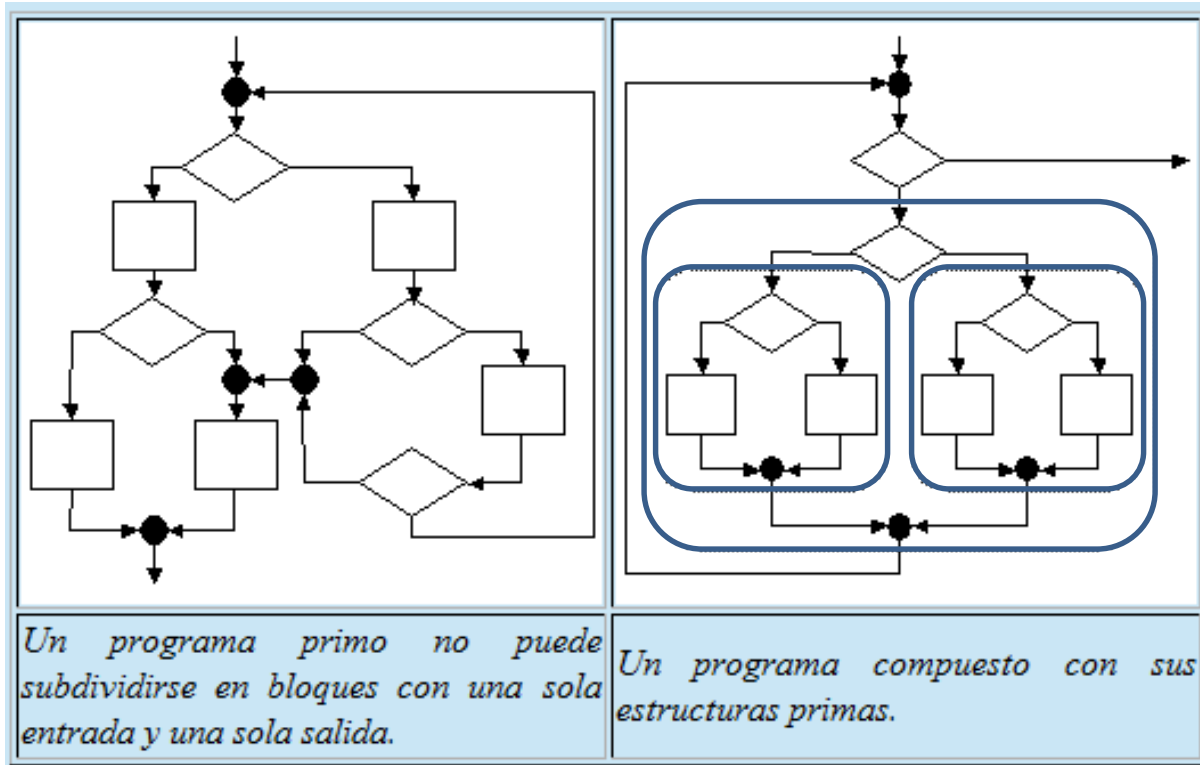 Un programa primo no puede
subdividirse en bloques con una sola
entrada y una sola salida.
Un programa compuesto con sus
estructuras primas.